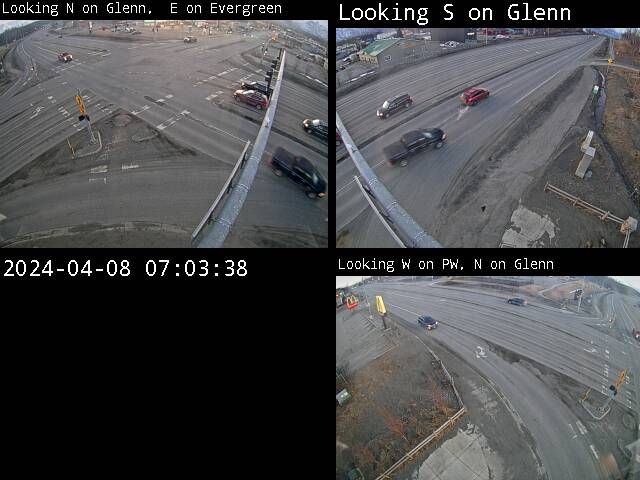 Looking N on Glenn,  E on Evergreen
Looking S on Glenn
2024-04-08 07:03:38
Looking W on PW, N on Glenn